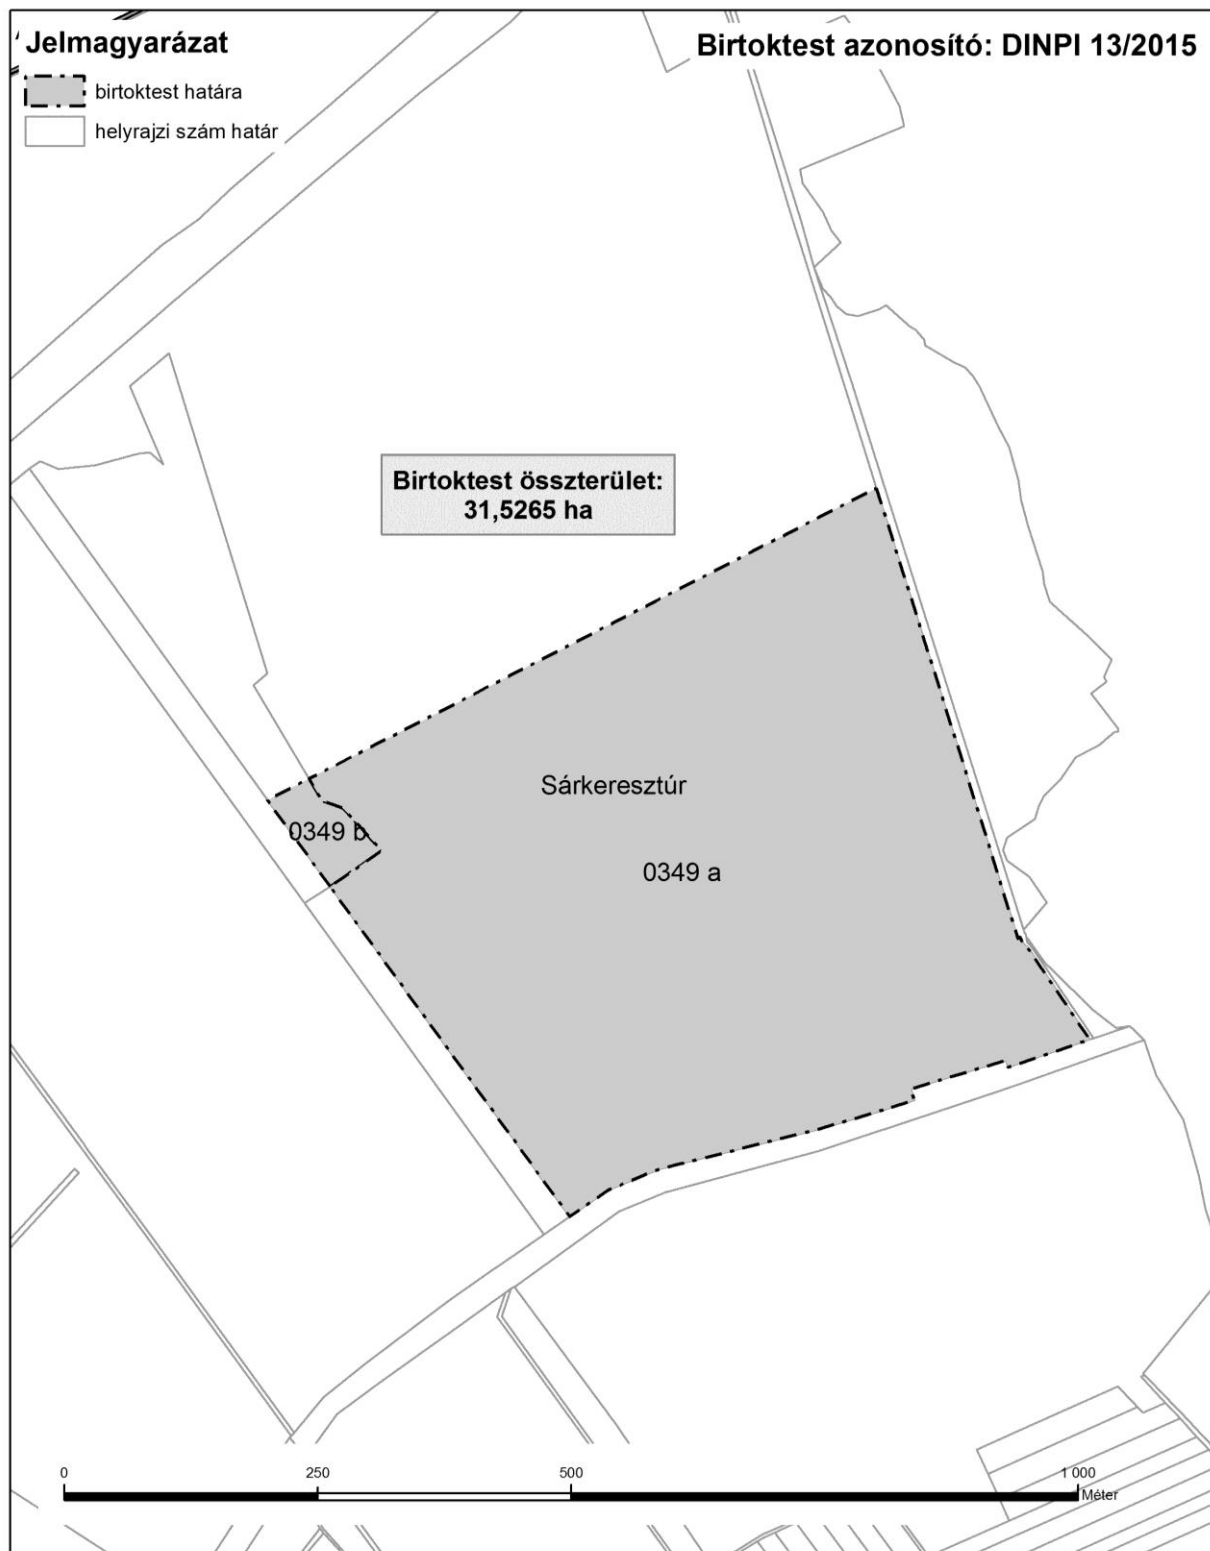 Jelmagyarázat
birtoktest határa
helyrajzi szám határ
Birtoktest azonosító: DINPI 13/2015
Birtoktest összterület:
31,5265 ha
Sárkeresztúr
0349 b
0349 a
0 250 500 1 000
Méter